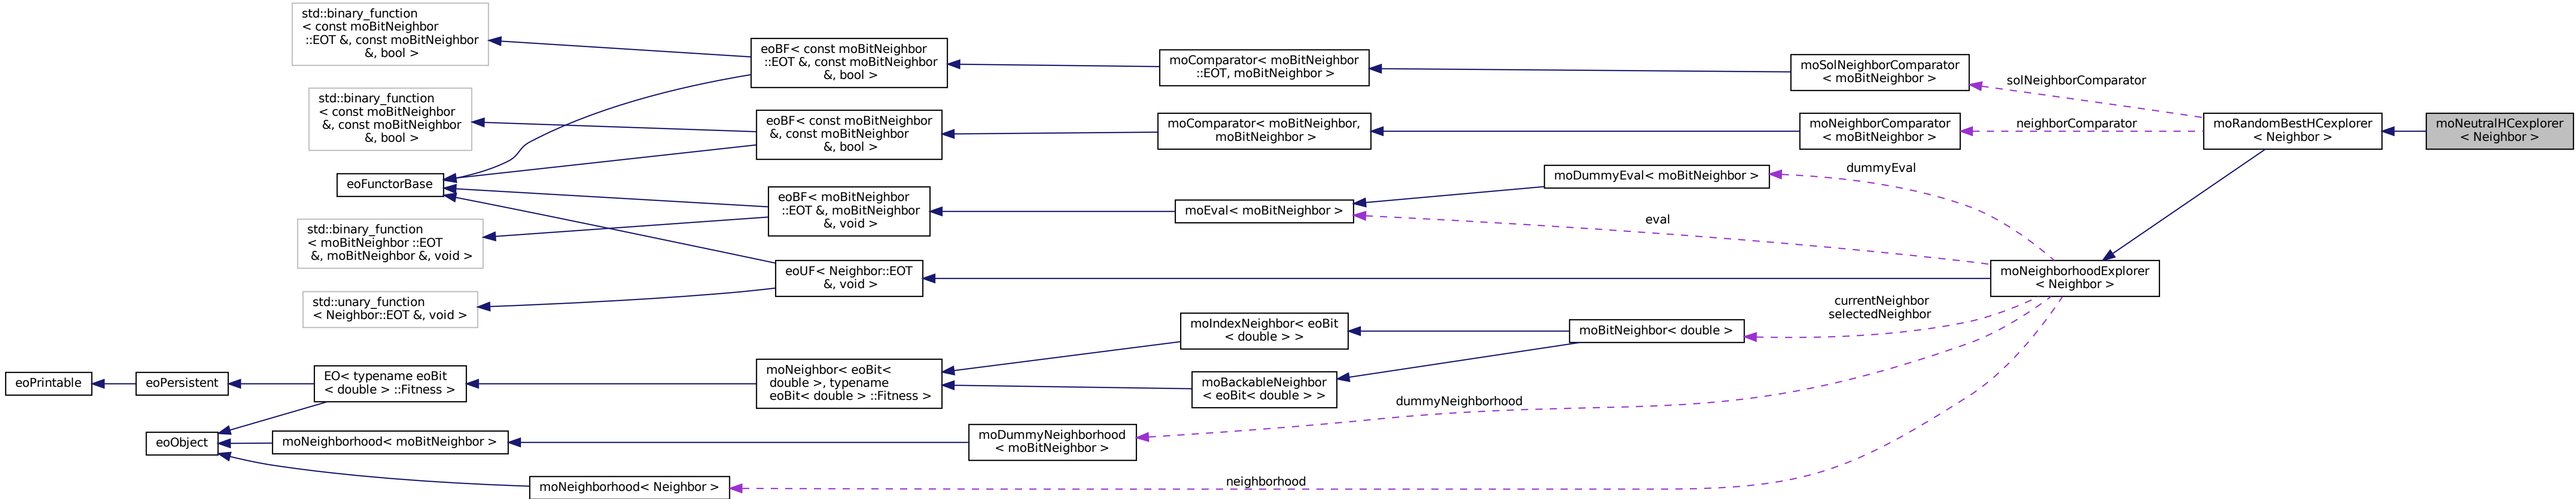 std::binary_function
< const moBitNeighbor
::EOT &, const moBitNeighbor
&, bool >
eoBF< const moBitNeighbor
::EOT &, const moBitNeighbor
&, bool >
moComparator< moBitNeighbor
::EOT, moBitNeighbor >
moSolNeighborComparator
< moBitNeighbor >
solNeighborComparator
std::binary_function
< const moBitNeighbor
&, const moBitNeighbor
&, bool >
eoBF< const moBitNeighbor
&, const moBitNeighbor
&, bool >
moComparator< moBitNeighbor,
moBitNeighbor >
moNeighborComparator
< moBitNeighbor >
neighborComparator
moRandomBestHCexplorer
< Neighbor >
moNeutralHCexplorer
< Neighbor >
eoFunctorBase
eoBF< moBitNeighbor
::EOT &, moBitNeighbor
&, void >
moEval< moBitNeighbor >
moDummyEval< moBitNeighbor >
dummyEval
eval
std::binary_function
< moBitNeighbor ::EOT
&, moBitNeighbor &, void >
eoUF< Neighbor::EOT
&, void >
moNeighborhoodExplorer
< Neighbor >
std::unary_function
< Neighbor::EOT &, void >
currentNeighbor
selectedNeighbor
moIndexNeighbor< eoBit
< double > >
moBitNeighbor< double >
eoPrintable
eoPersistent
EO< typename eoBit
< double > ::Fitness >
moNeighbor< eoBit<
double >, typename
eoBit< double > ::Fitness >
moBackableNeighbor
< eoBit< double > >
dummyNeighborhood
eoObject
moNeighborhood< moBitNeighbor >
moDummyNeighborhood
< moBitNeighbor >
moNeighborhood< Neighbor >
neighborhood